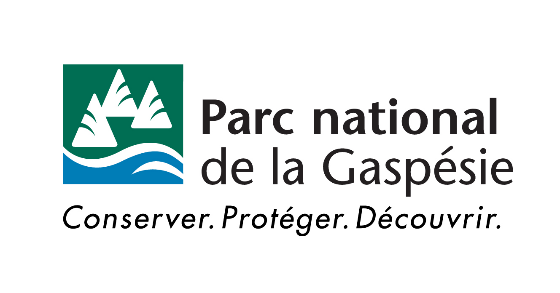 Parc national
de la Gaspésie
Conserver. Protéger. Découvrir.